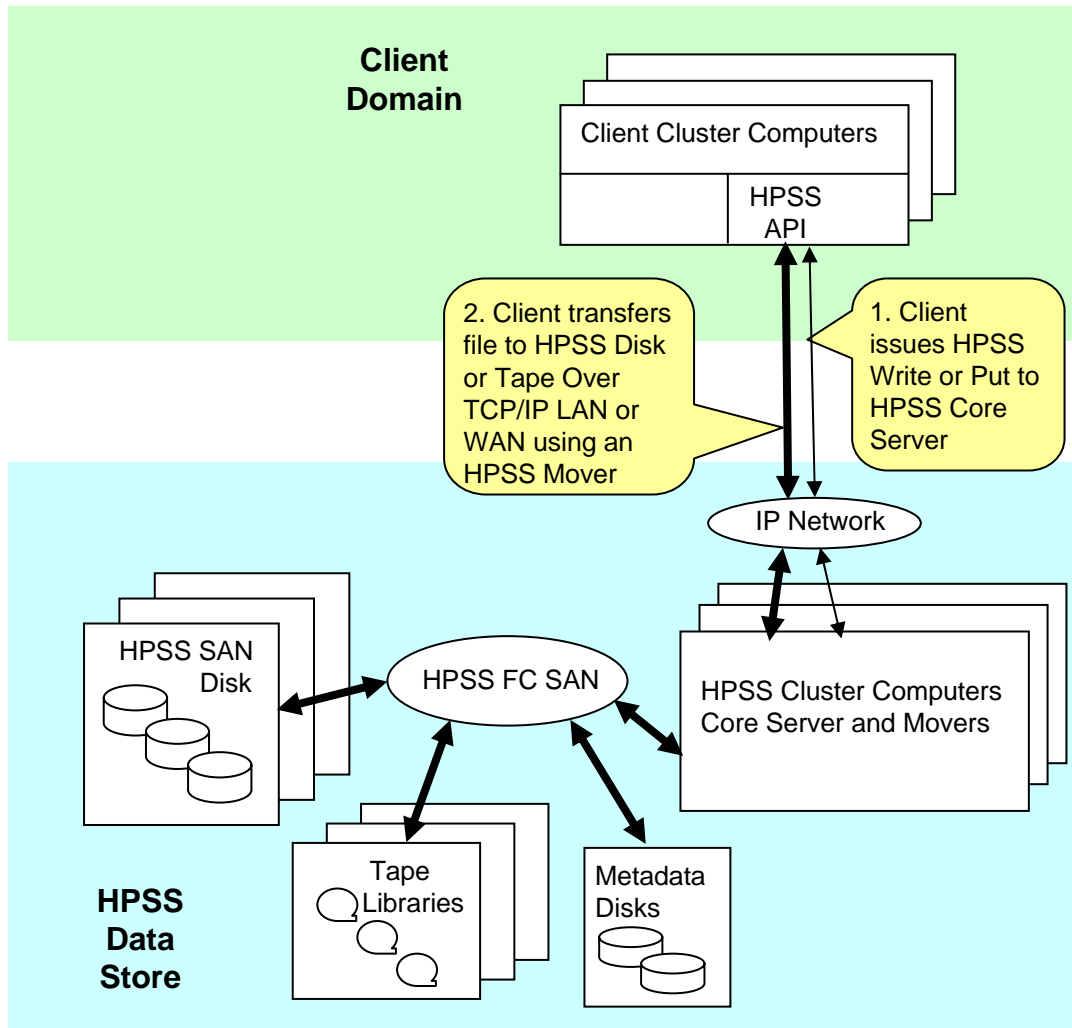 Client
Domain
Client Cluster Computers
HPSS
API
2. Client transfers
file to HPSS Disk
or Tape Over
TCP/IP LAN or
WAN using an
HPSS Mover
1. Client
issues HPSS
Write or Put to
HPSS Core
Server
IP Network
HPSS SAN
Disk
HPSS FC SAN
HPSS Cluster Computers
Core Server and Movers
Tape
Libraries
Metadata
Disks
HPSS
Data
Store